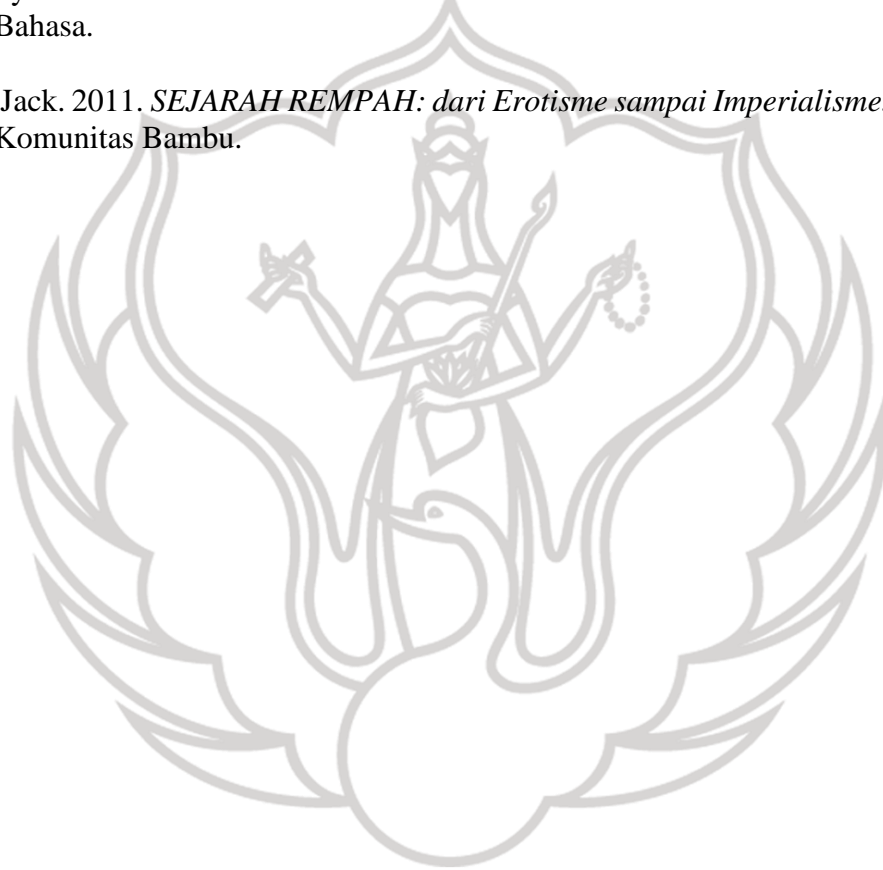 Bahasa.
Jack. 2011. SEJARAH REMPAH: dari Erotisme sampai Imperialisme.
Komunitas Bambu.